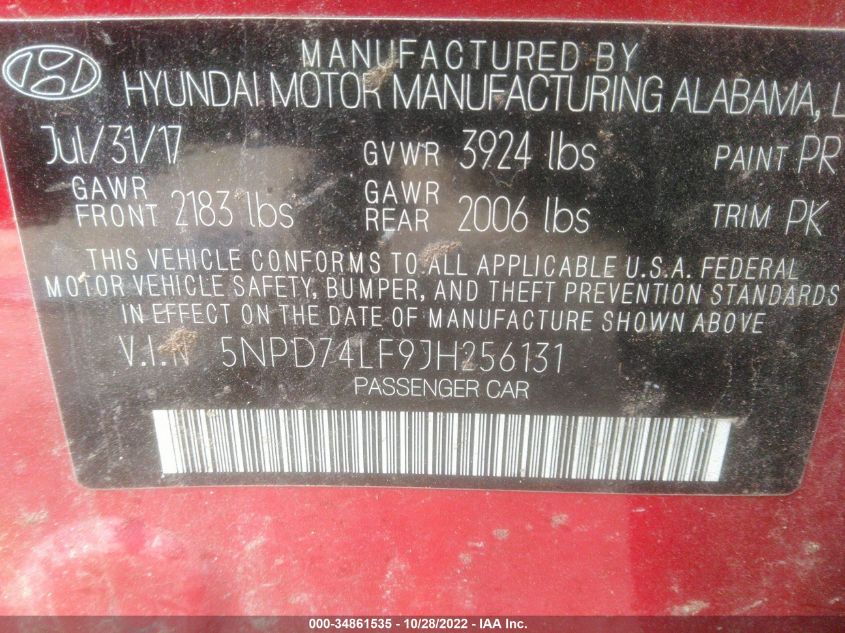 MANUFACTURED BY
HYUNDAI MOTOR MANUFACTURING ALABAMA, L
Jul/31/17 GVWR 3924 lbs PAINT PR
GAWR FRONT 2183 lbs GAWR REAR 2006 lbs TRIM PK
THIS VEHICLE CONFORMS TO ALL APPLICABLE U.S.A. FEDERAL
MOTOR VEHICLE SAFETY, BUMPER, AND THEFT PREVENTION STANDARDS
IN EFFECT ON THE DATE OF MANUFACTURE SHOWN ABOVE
V.I.N 5NPD74LF9JH256131
PASSENGER CAR
000-34861535 - 10/28/2022 - IAA Inc.